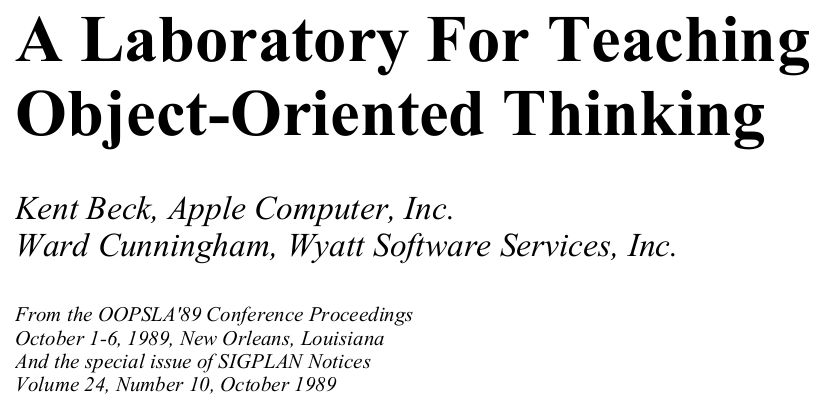 A Laboratory For Teaching
Object-Oriented Thinking
Kent Beck, Apple Computer, Inc.
Ward Cunningham, Wyatt Software Services, Inc.
From the OOPSLA'89 Conference Proceedings
October 1-6, 1989, New Orleans, Louisiana
And the special issue of SIGPLAN Notices
Volume 24, Number 10, October 1989